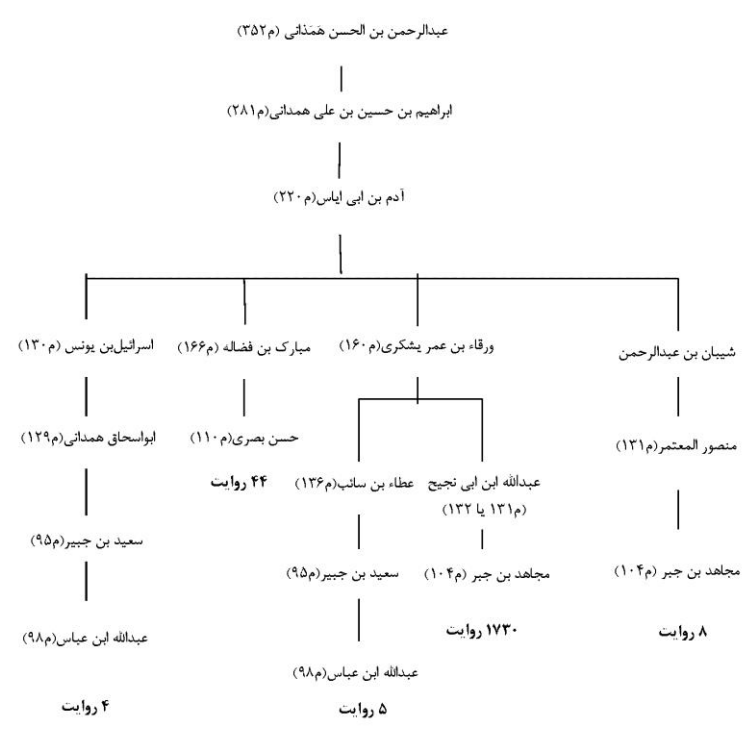 عبدالرحمن بن الحسن هَمَذانی (م۳۵۲)
ابراهیم بن حسین بن علی همدانی(م۲۸۱)
آدم بن ابی ایاس(م۲۲۰)
شیبان بن عبدالرحمن
ورقاء بن عمر یشکری(م۱۶۰)
مبارک بن فضاله (م۱۶۶)
اسرائیل‌بن یونس (م۱۳۰)
منصور المعتمر(م۱۳۱)
حسن بصری(م۱۱۰)
ابواسحاق همدانی(م۱۲۹)
۴۴ روایت
عبدالله ابن ابی نجیح
(م۱۳۱ یا ۱۳۲)
عطاء بن سائب(م۱۳۶)
سعید بن جبیر(م۹۵)
مجاهد بن جبر (م۱۰۴)
مجاهد بن جبر (م۱۰۴)
سعید بن جبیر(م۹۵)
۸ روایت
۱۷۳۰ روایت
عبدالله ابن عباس(م۹۸)
عبدالله ابن عباس(م۹۸)
۵ روایت
۴ روایت